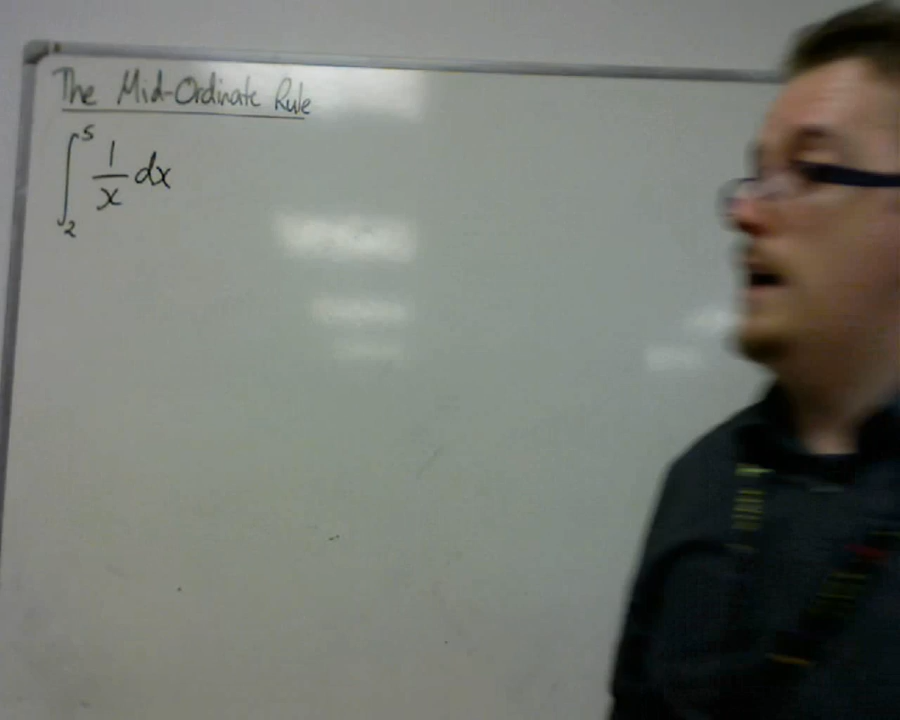 The Mid-Ordinate Rule
∫₂⁵ 1/x dx